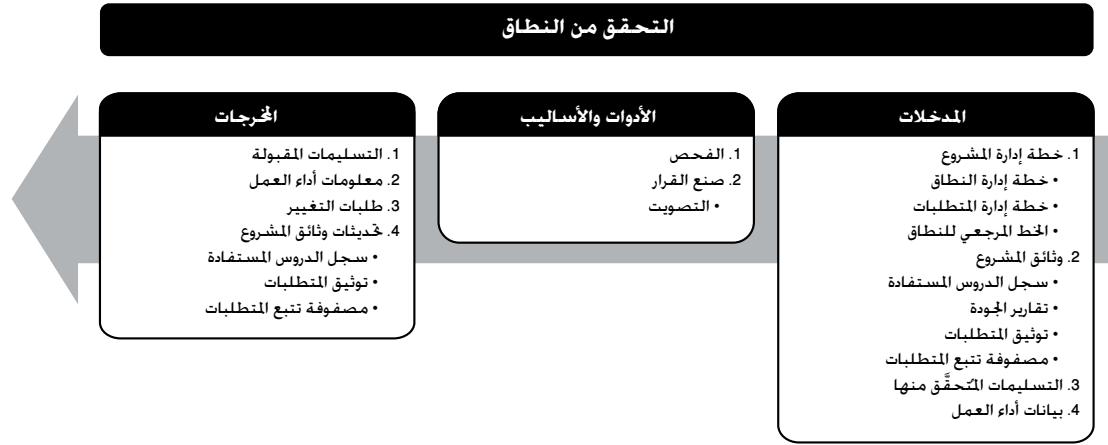 التحقق من النطاق
المدخلات
1. خطة إدارة المشروع
• خطة إدارة النطاق
• خطة إدارة المتطلبات
• الخط المرجعي للنطاق
2. وثائق المشروع
• سجل الدروس المستفادة
• تقارير الجودة
• توثيق المتطلبات
• مصفوفة تتبع المتطلبات
3. التسليمات المُتحقَّق منها
4. بيانات أداء العمل
الأدوات والأساليب
1. الفحص
2. صنع القرار
• التصويت
المخرجات
1. التسليمات المقبولة
2. معلومات أداء العمل
3. طلبات التغيير
4. تحديثات وثائق المشروع
• سجل الدروس المستفادة
• توثيق المتطلبات
• مصفوفة تتبع المتطلبات